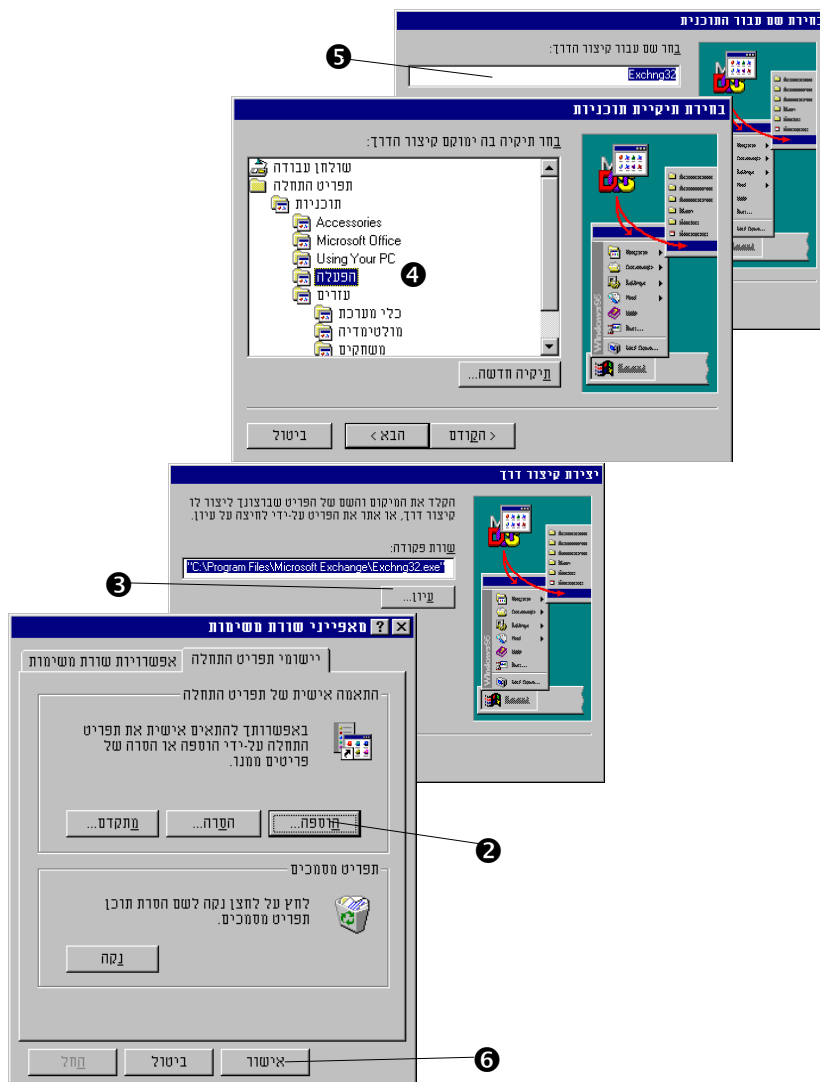 בחירת שם עבור התוכנית
בחר שם עבור קיצור הדרך:
❺
Exchng32
בחירת תיקיית תוכניות
בחר תיקיה בה ימוקם קיצור הדרך:
שולחן עבודה
תפריט התחלה
תוכניות
Accessories
Microsoft Office
Using Your PC
הפעלה
❹
עזרים
כלי מערכת
מולטימדיה
משחקים
תיקיה חדשה...
< הקודם
הבא >
ביטול
Windows95
יצירת קיצור דרך
הקלד את המיקום והשם של הפריט שברצונך ליצור לו
קיצור דרך, או אתר את הפריט על-ידי לחיצה על עיון.
שורת פקודה:
"C:\Program Files\Microsoft Exchange\Exchng32.exe"
❸
עיון...
מאפייני שורת משימות
יישומי תפריט התחלה
אפשרויות שורת משימות
התאמה אישית של תפריט התחלה
באפשרותך להתאים אישית את תפריט
התחלה על-ידי הוספה או הסרה של
פריטים ממנו.
הוספה...
הסרה...
מתקדם...
❷
תפריט מסמכים
לחץ על לחצן נקה לשם הסרת תוכן
תפריט מסמכים.
נקה
אישור
ביטול
החל
❻